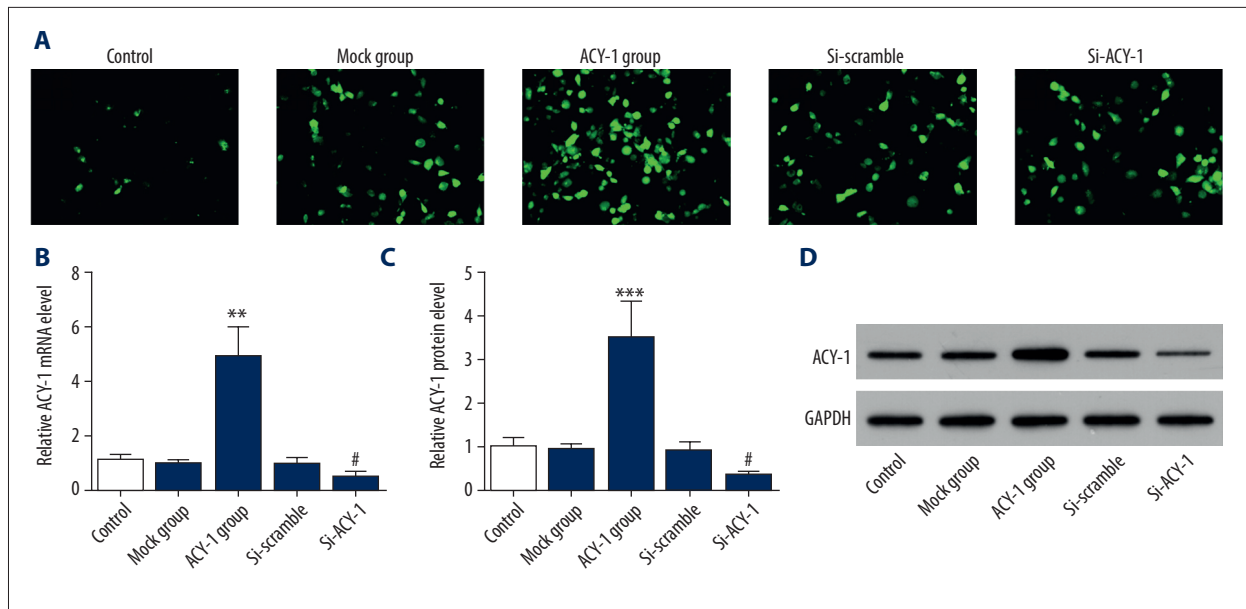 A
Control
Mock group
ACY-1 group
Si-scramble
Si-ACY-1
B
Relative ACY-1 mRNA elevel
8
6
4
2
0
**
#
Control
Mock group
ACY-1 group
Si-scramble
Si-ACY-1
C
Relative ACY-1 protein elevel
5
4
3
2
1
0
***
#
Control
Mock group
ACY-1 group
Si-scramble
Si-ACY-1
D
ACY-1
GAPDH
Control
Mock group
ACY-1 group
Si-scramble
Si-ACY-1